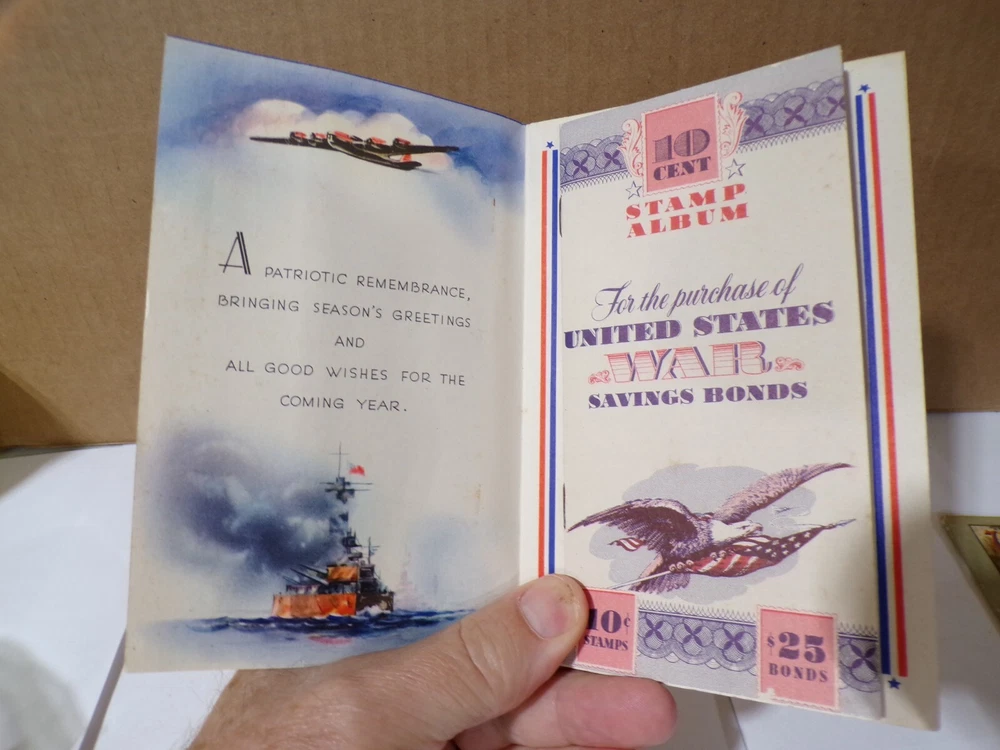 A PATRIOTIC REMEMBRANCE,
BRINGING SEASON'S GREETINGS
AND
ALL GOOD WISHES FOR THE
COMING YEAR.
10
CENT
STAMP
ALBUM
For the purchase of
UNITED STATES
WAR
SAVINGS BONDS
10¢
STAMPS
$25
BONDS